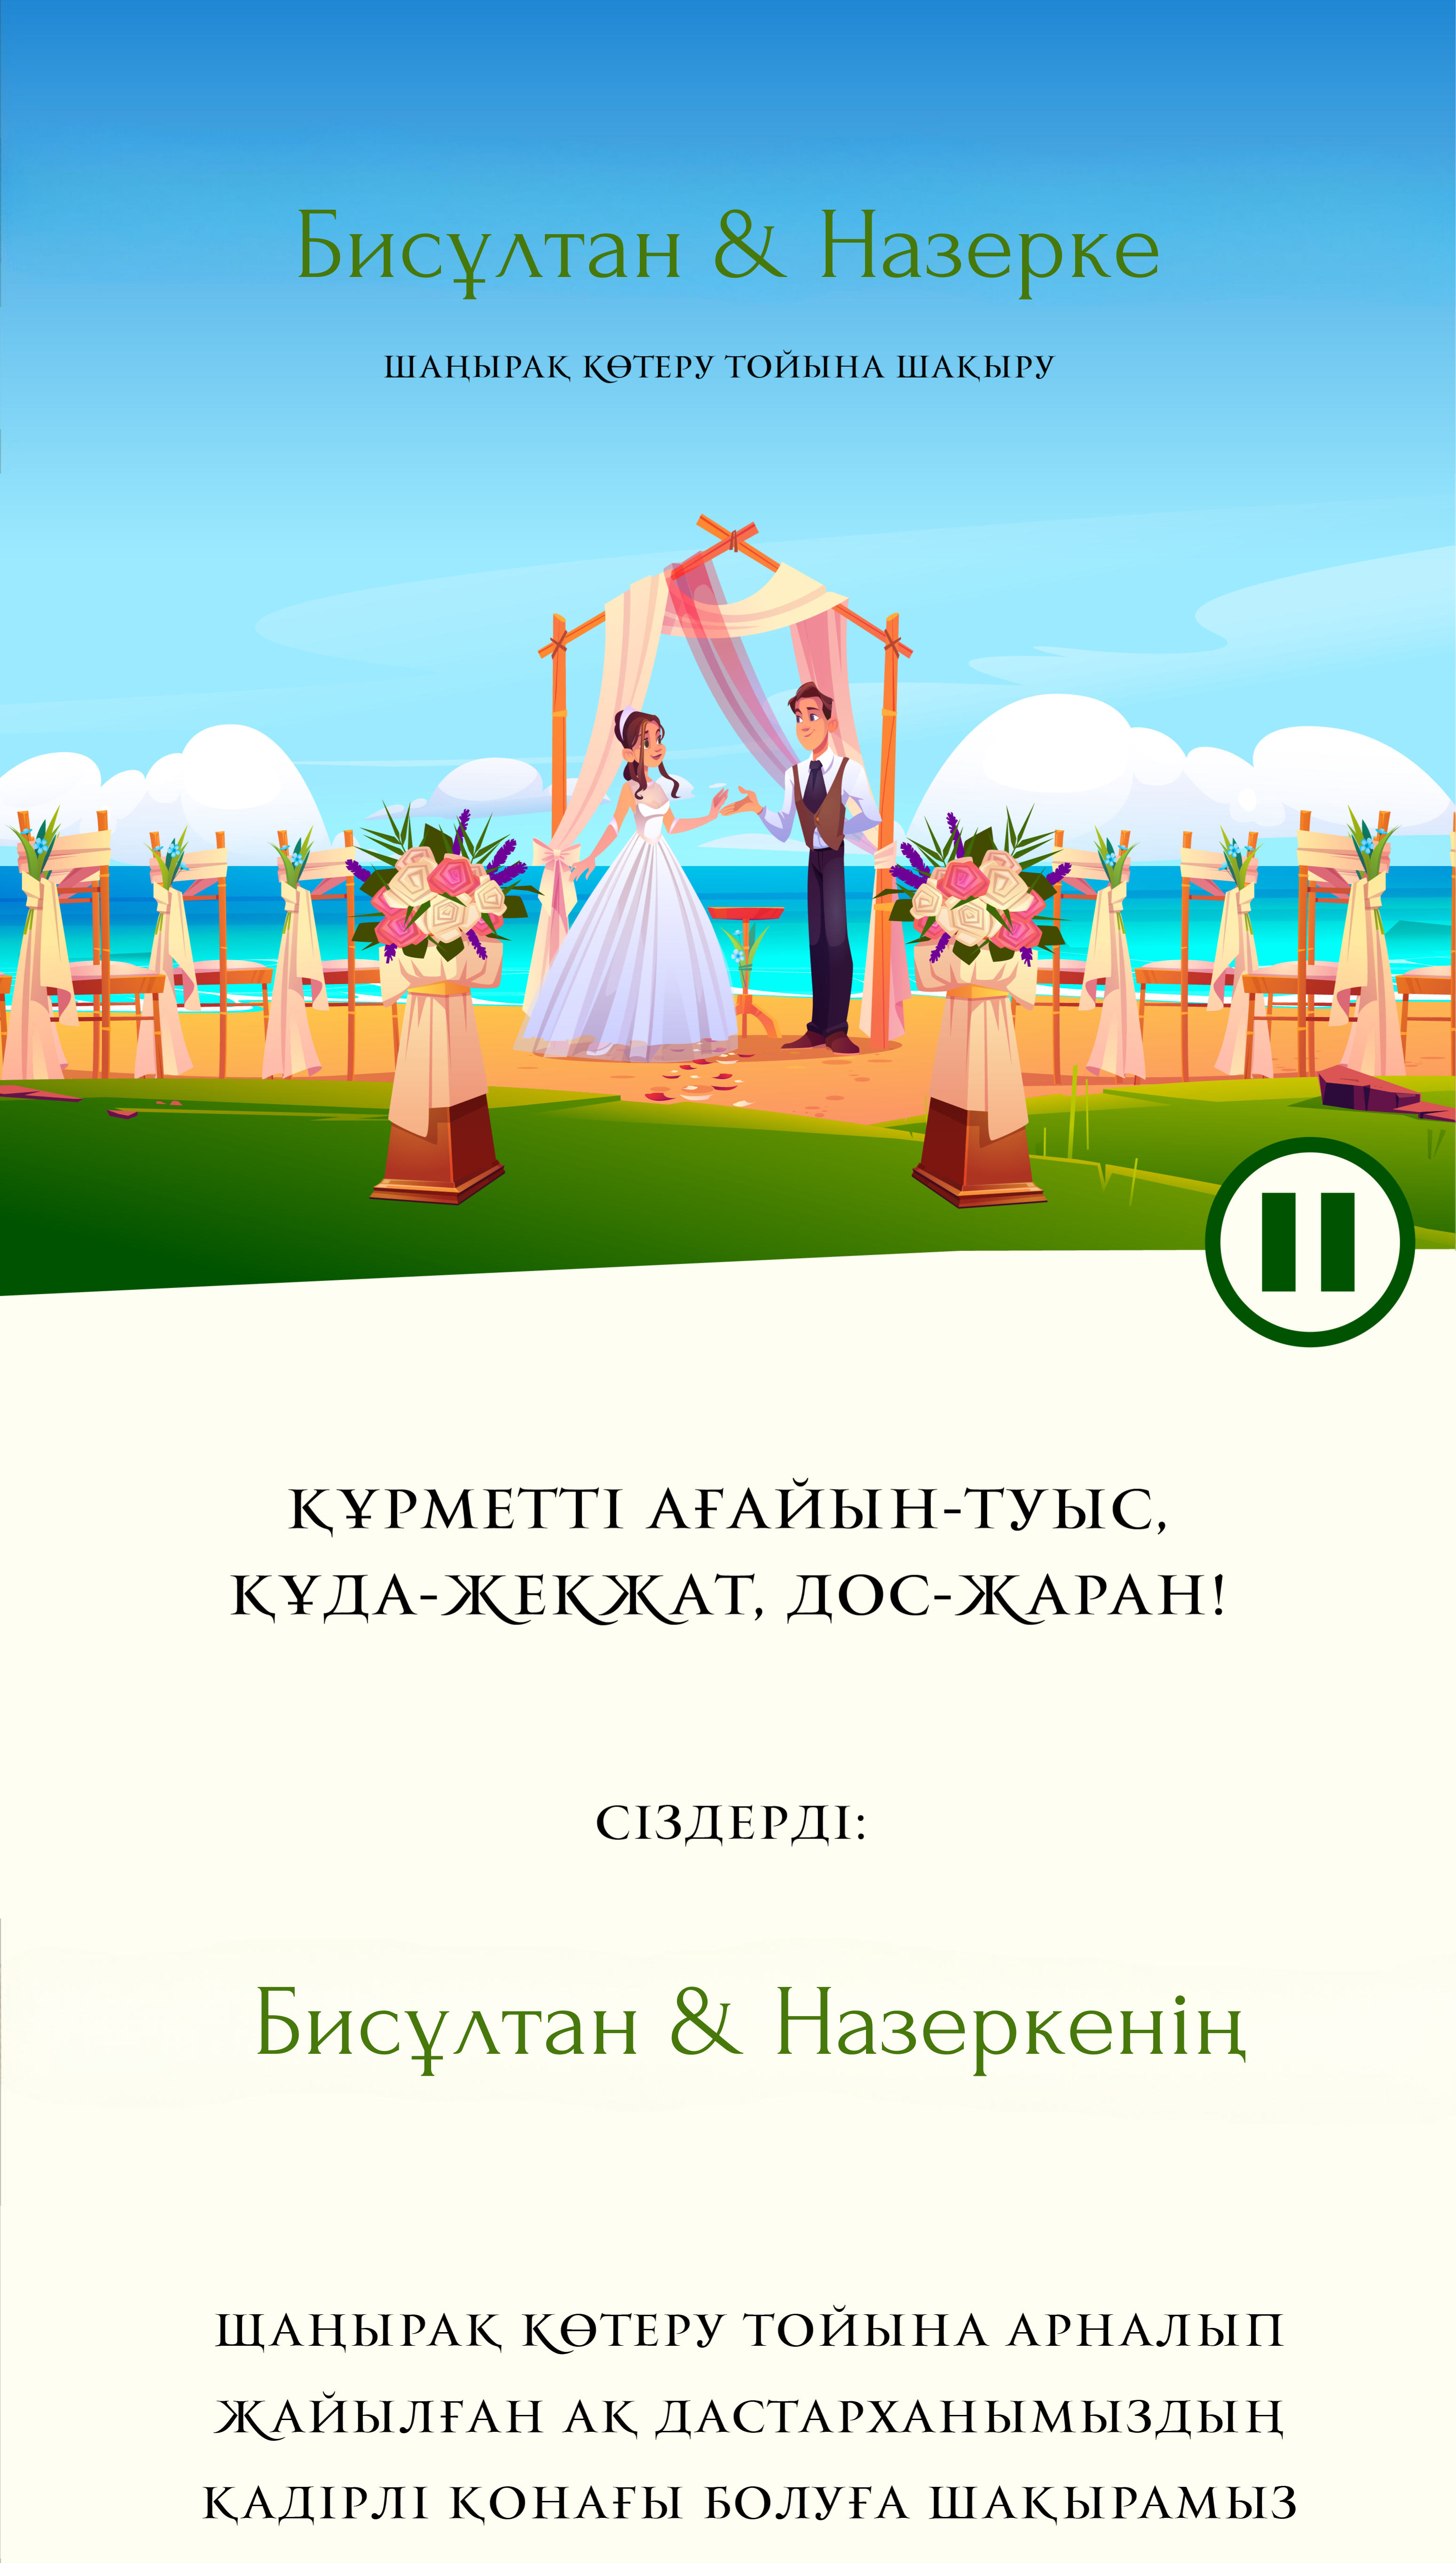 Бисұлтан & Назерке
ШАҢЫРАҚ КӨТЕРУ ТОЙЫНА ШАҚЫРУ
ҚҰРМЕТТІ АҒАЙЫН-ТУЫС,
ҚҰДА-ЖЕКЖАТ, ДОС-ЖАРАН!
СІЗДЕРДІ:
Бисұлтан & Назеркенің
ЩАҢЫРАҚ КӨТЕРУ ТОЙЫНА АРНАЛЫП
ЖАЙЫЛҒАН АҚ ДАСТАРХАНЫМЫЗДЫҢ
ҚАДІРЛІ ҚОНАҒЫ БОЛУҒА ШАҚЫРАМЫЗ